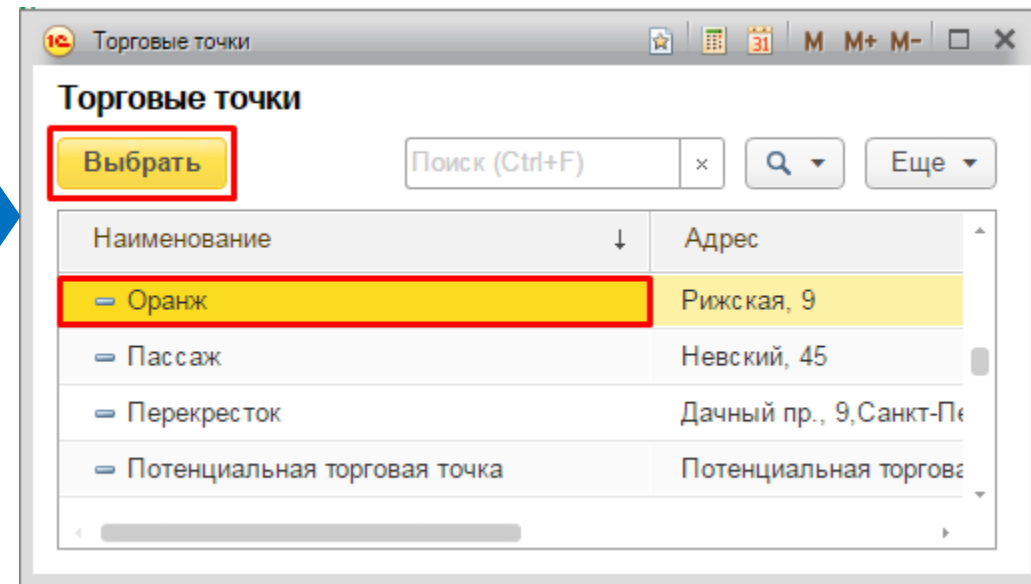 1С Торговые точки 31 M M+ M-
Торговые точки
Выбрать Поиск (Ctrl+F) × Еще
Наименование ↓ Адрес
Оранж Рижская, 9
Пассаж Невский, 45
Перекресток Дачный пр., 9,Санкт-Пе
Потенциальная торговая точка Потенциальная торгова